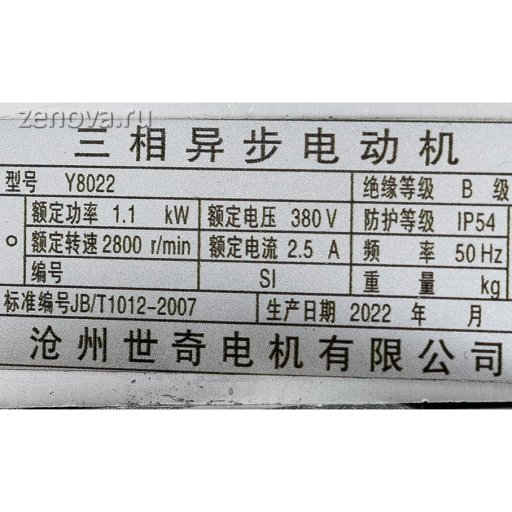 zenova.ru
三相异步电动机
型号 Y8022 绝缘等级 B 级
额定功率 1.1 kW 额定电压 380 V 防护等级 IP54
额定转速 2800 r/min 额定电流 2.5 A 频率 50 Hz
编号 SI 重量 kg
标准编号JB/T1012-2007 生产日期 2022 年 月
沧州世奇电机有限公司